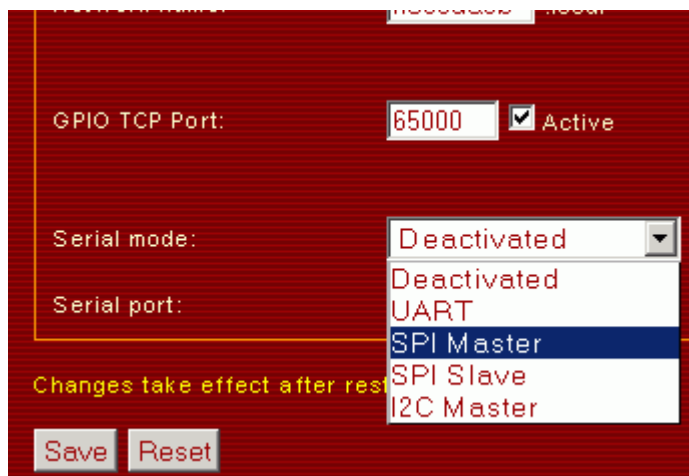 GPIO TCP Port: 65000 Active
Serial mode: Deactivated
Deactivated
UART
Serial port:
SPI Master
SPI Slave
Changes take effect after rest
I2C Master
Save Reset